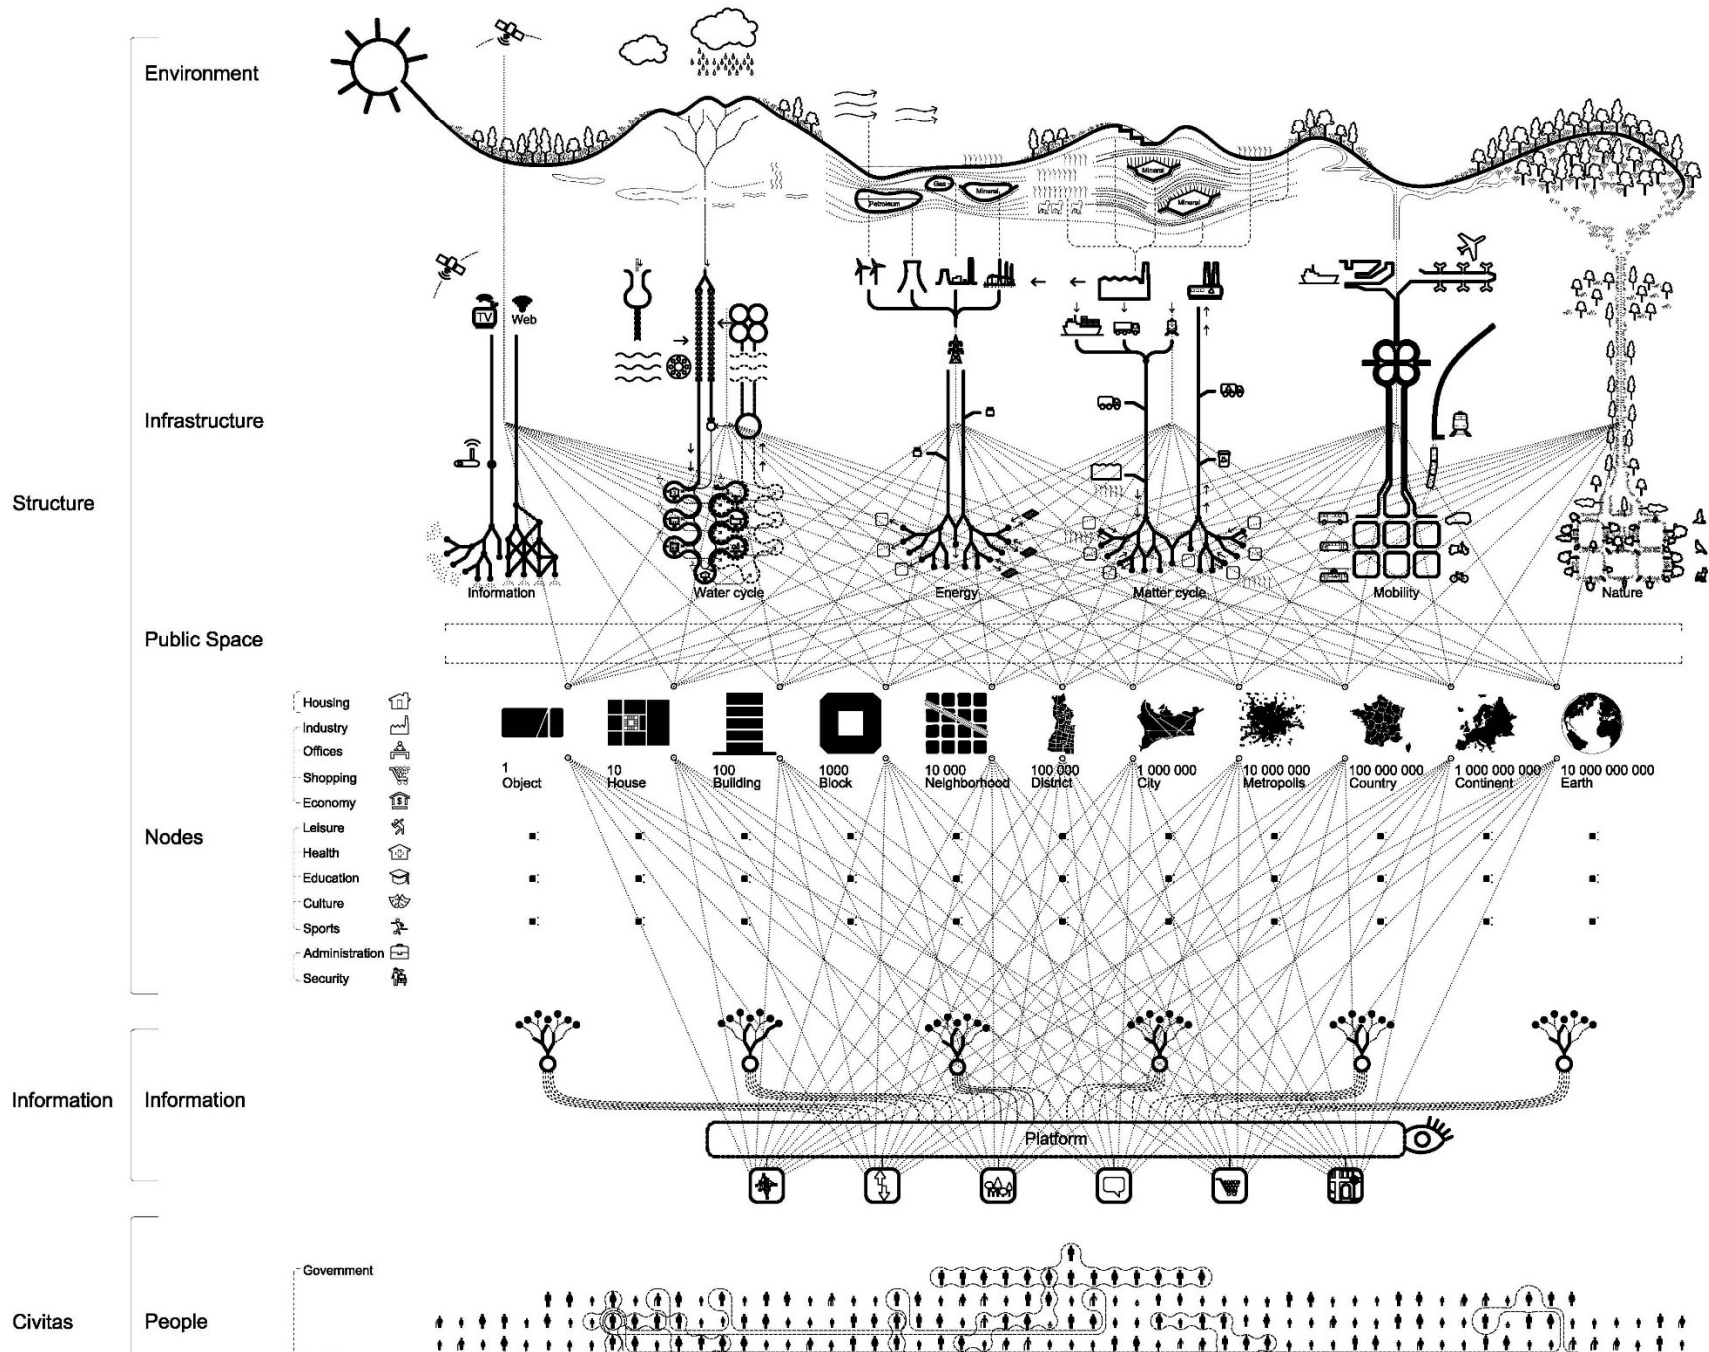 Environment
Gas
Mineral
Petroleum
Mineral
Mineral
TV
Web
Infrastructure
Structure
Information
Water cycle
Energy
Matter cycle
Mobility
Nature
Public Space
Housing
Industry
Offices
Shopping
Economy
Leisure
Health
Education
Culture
Sports
Administration
Security
Nodes
1
Object
10
House
100
Building
1000
Block
10 000
Neighborhood
100 000
District
1 000 000
City
10 000 000
Metropolis
100 000 000
Country
1 000 000 000
Continent
10 000 000 000
Earth
Information
Information
Platform
Government
Civitas
People